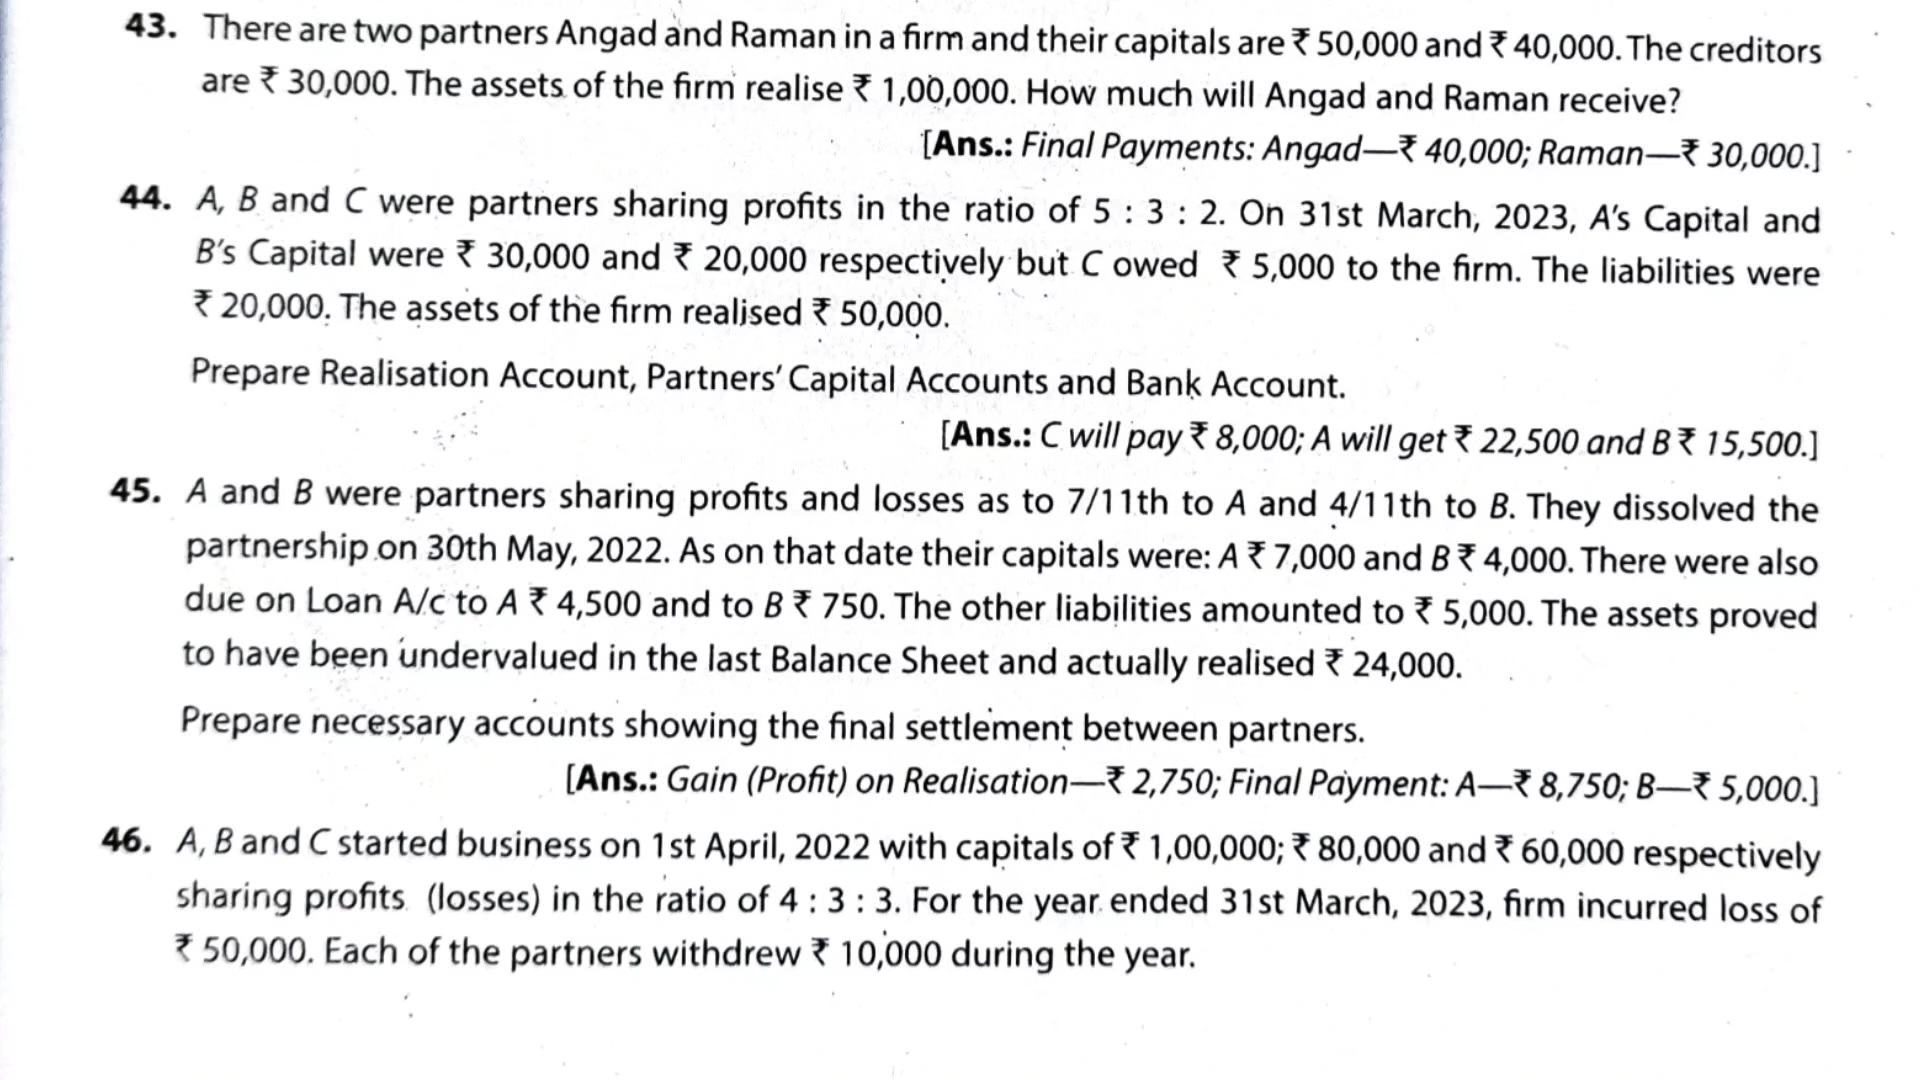 43. There are two partners Angad and Raman in a firm and their capitals are ₹ 50,000 and ₹ 40,000. The creditors
are ₹ 30,000. The assets of the firm realise ₹ 1,00,000. How much will Angad and Raman receive?
[Ans.: Final Payments: Angad—₹ 40,000; Raman—₹ 30,000.]
44. A, B and C were partners sharing profits in the ratio of 5 : 3 : 2. On 31st March, 2023, A's Capital and
B's Capital were ₹ 30,000 and ₹ 20,000 respectively but C owed ₹ 5,000 to the firm. The liabilities were
₹ 20,000. The assets of the firm realised ₹ 50,000.
Prepare Realisation Account, Partners' Capital Accounts and Bank Account.
[Ans.: C will pay ₹ 8,000; A will get ₹ 22,500 and B ₹ 15,500.]
45. A and B were partners sharing profits and losses as to 7/11th to A and 4/11th to B. They dissolved the
partnership on 30th May, 2022. As on that date their capitals were: A ₹ 7,000 and B ₹ 4,000. There were also
due on Loan A/c to A ₹ 4,500 and to B ₹ 750. The other liabilities amounted to ₹ 5,000. The assets proved
to have been undervalued in the last Balance Sheet and actually realised ₹ 24,000.
Prepare necessary accounts showing the final settlement between partners.
[Ans.: Gain (Profit) on Realisation—₹ 2,750; Final Payment: A—₹ 8,750; B—₹ 5,000.]
46. A, B and C started business on 1st April, 2022 with capitals of ₹ 1,00,000; ₹ 80,000 and ₹ 60,000 respectively
sharing profits (losses) in the ratio of 4 : 3 : 3. For the year ended 31st March, 2023, firm incurred loss of
₹ 50,000. Each of the partners withdrew ₹ 10,000 during the year.